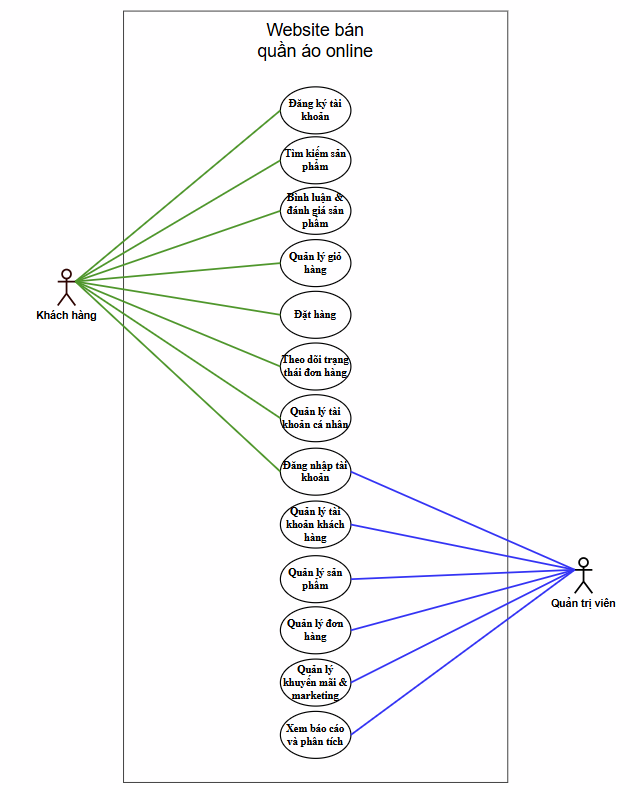 Website bán
quần áo online
Đăng ký tài
khoản
Tìm kiếm sản
phẩm
Bình luận &
đánh giá sản
phẩm
Quản lý giỏ
hàng
Khách hàng
Đặt hàng
Theo dõi trạng
thái đơn hàng
Quản lý tài
khoản cá nhân
Đăng nhập tài
khoản
Quản lý tài
khoản khách
hàng
Quản lý sản
phẩm
Quản trị viên
Quản lý đơn
hàng
Quản lý
khuyến mãi &
marketing
Xem báo cáo
và phân tích